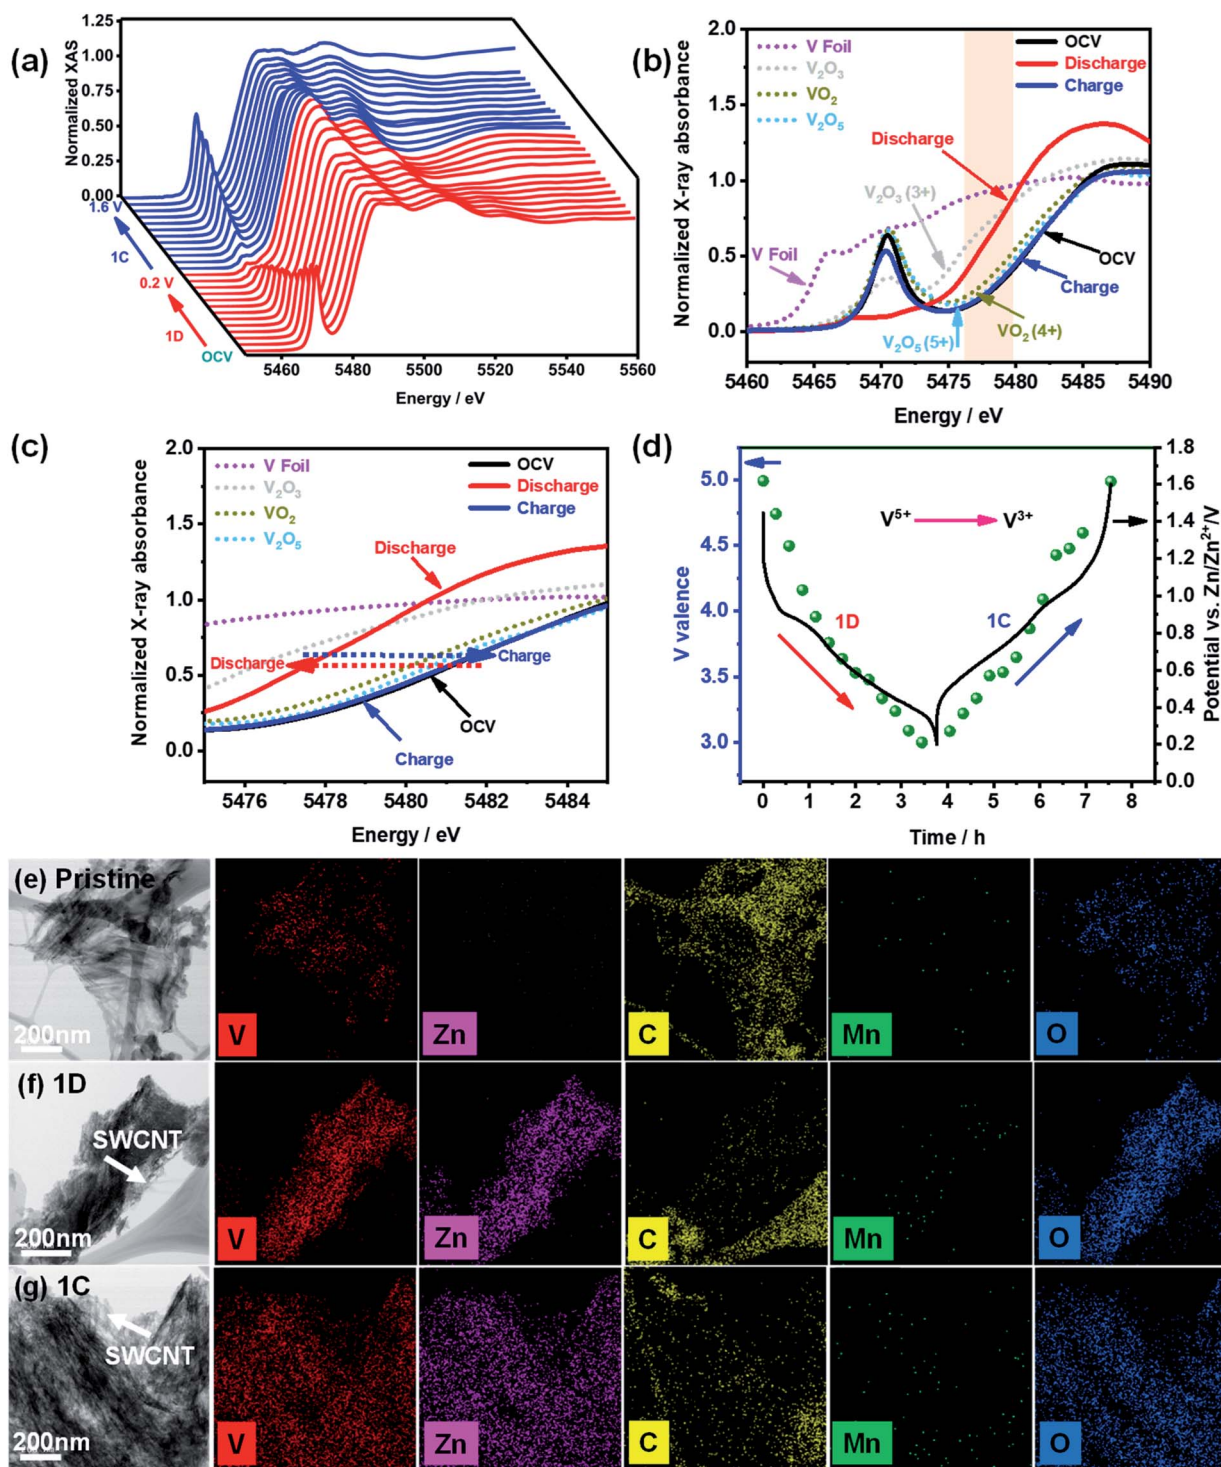 (a)
Normalized XAS
1.25
1.00
0.75
0.50
0.25
0.00
1.6 V
1C
0.2 V
1D
OCV
5460 5480 5500 5520 5540 5560
Energy / eV
(b)
Normalized X-ray absorbance
2.0
1.5
1.0
0.5
0.0
V Foil
V₂O₃
VO₂
V₂O₅
OCV
Discharge
Charge
Discharge
V₂O₃ (3+)
V Foil
OCV
Charge
V₂O₅ (5+)
VO₂ (4+)
5460 5465 5470 5475 5480 5485 5490
Energy / eV
(c)
Normalized X-ray absorbance
2.0
1.5
1.0
0.5
0.0
V Foil
V₂O₃
VO₂
V₂O₅
OCV
Discharge
Charge
Discharge
Discharge
Charge
OCV
Charge
5476 5478 5480 5482 5484
Energy / eV
(d)
V valence
5.0
4.5
4.0
3.5
3.0
V⁵⁺ V³⁺
1D
1C
1.8
1.6
1.4
1.2
1.0
0.8
0.6
0.4
0.2
0.0
Potential vs. Zn/Zn²⁺/V
0 1 2 3 4 5 6 7 8
Time / h
(e) Pristine
200nm
V Zn C Mn O
(f) 1D
SWCNT
200nm
V Zn C Mn O
(g) 1C
SWCNT
200nm
V Zn C Mn O